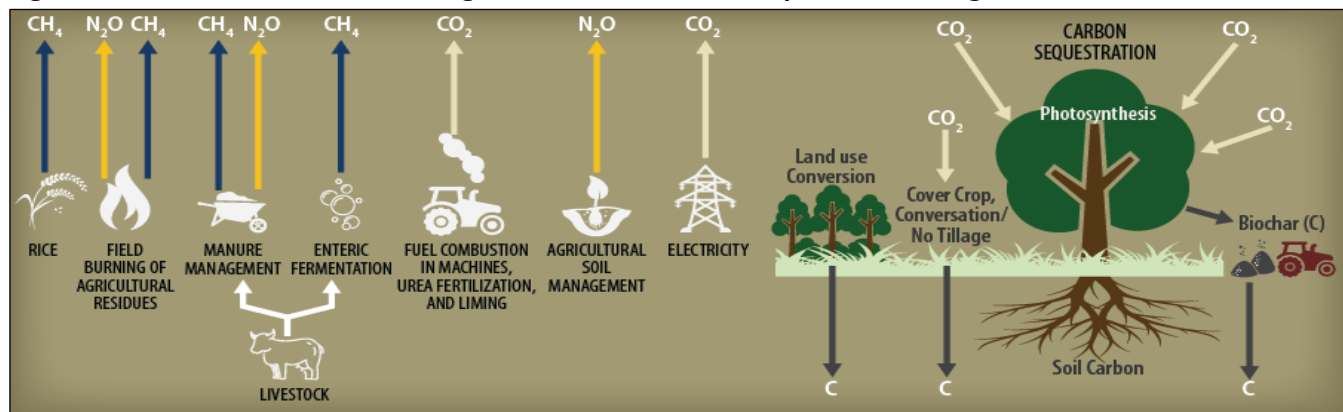 CH₄
N₂O
CH₄
CH₄
N₂O
CH₄
CO₂
N₂O
CO₂
RICE
FIELD
BURNING OF
AGRICULTURAL
RESIDUES
MANURE
MANAGEMENT
ENTERIC
FERMENTATION
FUEL COMBUSTION
IN MACHINES,
UREA FERTILIZATION,
AND LIMING
AGRICULTURAL
SOIL
MANAGEMENT
ELECTRICITY
LIVESTOCK
CARBON
SEQUESTRATION
CO₂
CO₂
CO₂
CO₂
Photosynthesis
Land use
Conversion
Cover Crop,
Conversation/
No Tillage
Biochar (C)
Soil Carbon
C
C
C